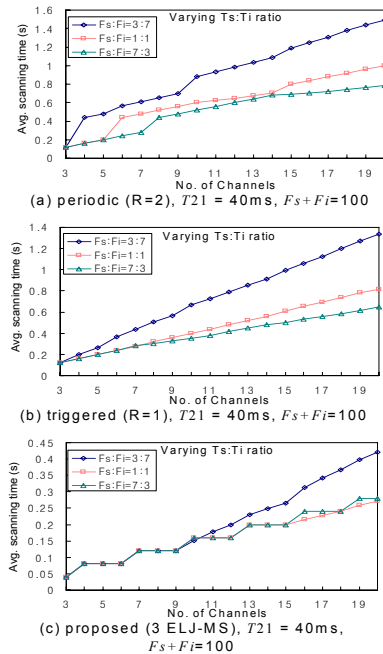 Varying Ts:Ti ratio
Fs:Fi=3:7
Fs:Fi=1:1
Fs:Fi=7:3
Avg. scanning time (s)
1.6
1.4
1.2
1.0
0.8
0.6
0.4
0.2
0
3 5 7 9 11 13 15 17 19
No. of Channels
(a) periodic (R=2), T21 = 40ms, Fs+Fi=100
Varying Ts:Ti ratio
Fs:Fi=3:7
Fs:Fi=1:1
Fs:Fi=7:3
Avg. scanning time (s)
1.4
1.2
1
0.8
0.6
0.4
0.2
0
3 5 7 9 11 13 15 17 19
No. of Channels
(b) triggered (R=1), T21 = 40ms, Fs+Fi=100
Varying Ts:Ti ratio
Fs:Fi=3:7
Fs:Fi=1:1
Fs:Fi=7:3
Avg. scanning time (s)
0.45
0.4
0.35
0.3
0.25
0.2
0.15
0.1
0.05
0
3 5 7 9 11 13 15 17 19
No. of Channels
(c) proposed (3 ELJ-MS), T21 = 40ms,
Fs+Fi=100